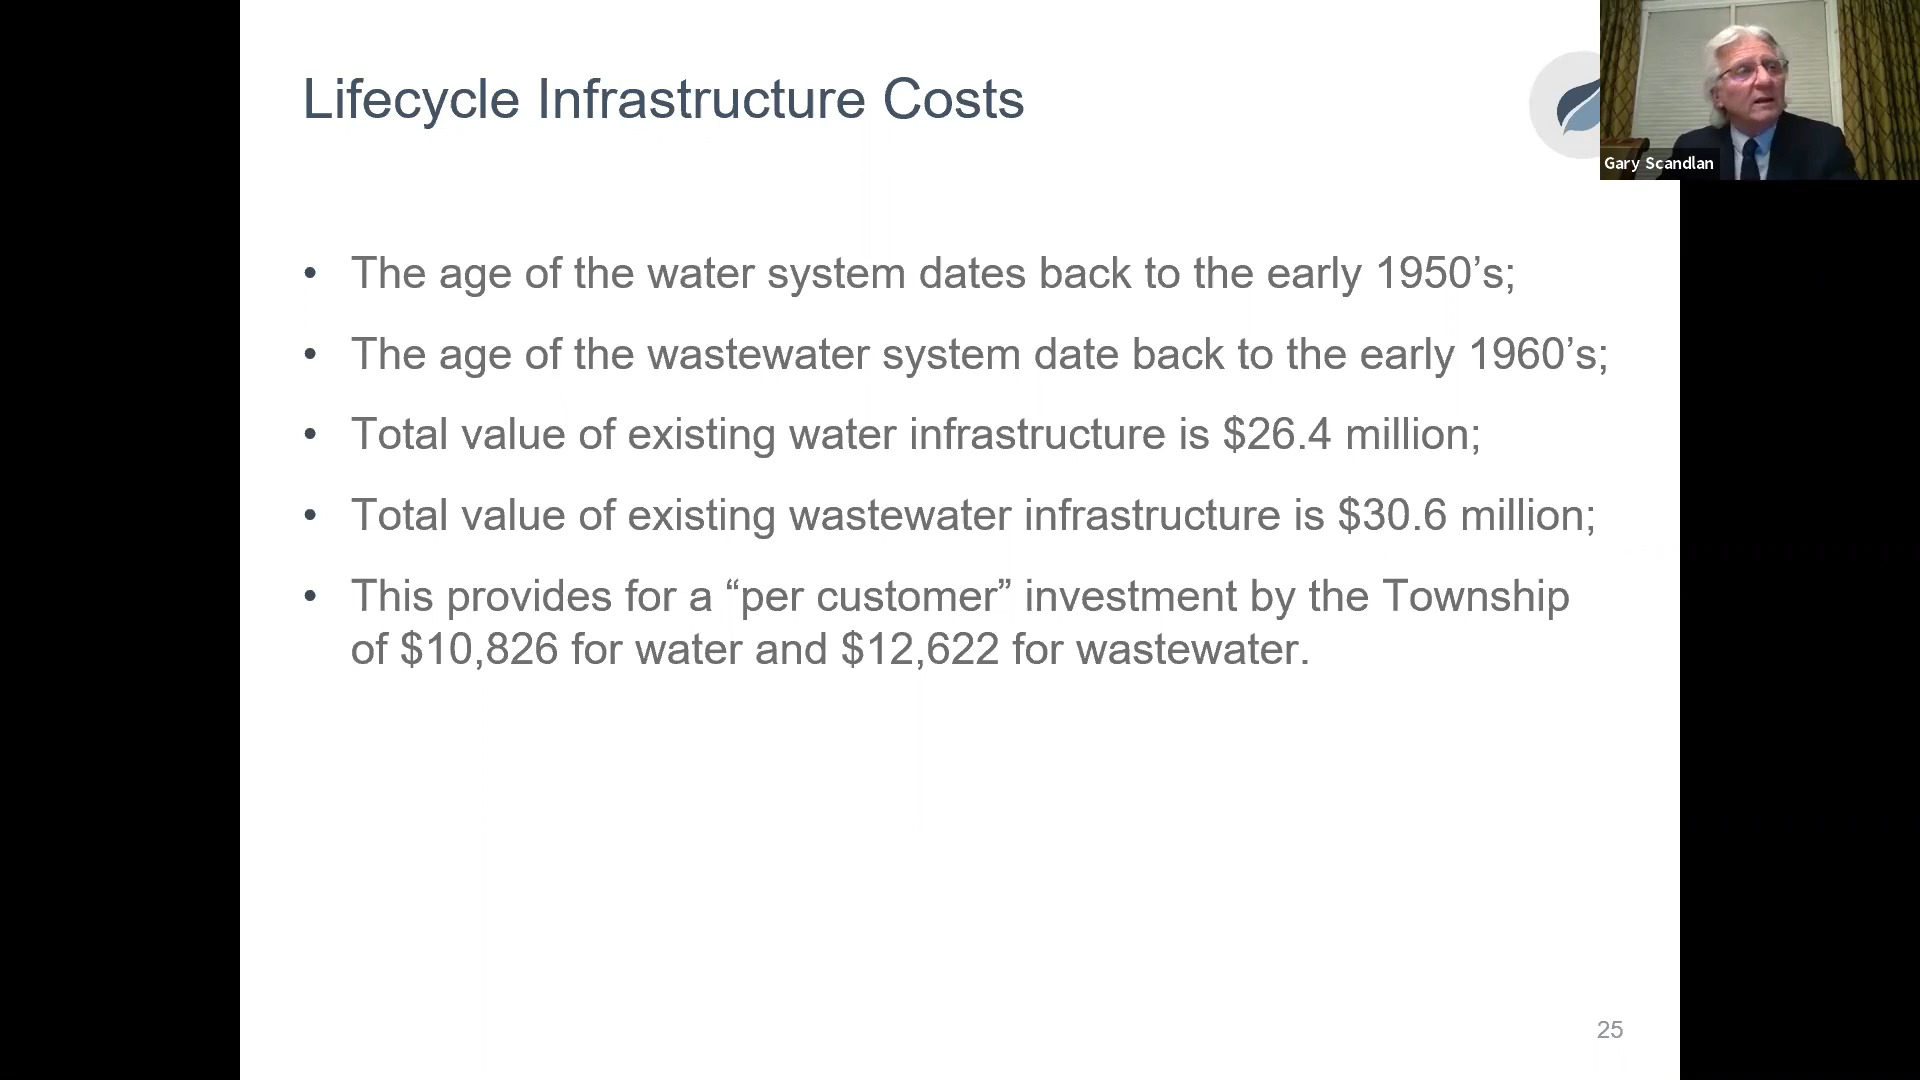 Lifecycle Infrastructure Costs
Gary Scandlan
• The age of the water system dates back to the early 1950’s;
• The age of the wastewater system date back to the early 1960’s;
• Total value of existing water infrastructure is $26.4 million;
• Total value of existing wastewater infrastructure is $30.6 million;
• This provides for a “per customer” investment by the Township
of $10,826 for water and $12,622 for wastewater.
25